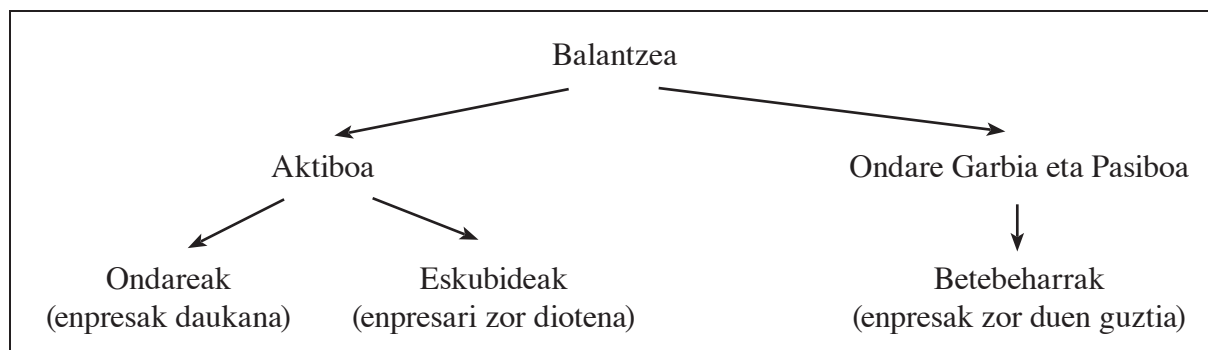 Balantzea
Aktiboa
Ondare Garbia eta Pasiboa
Ondareak
(enpresak daukana)
Eskubideak
(enpresari zor diotena)
Betebeharrak
(enpresak zor duen guztia)